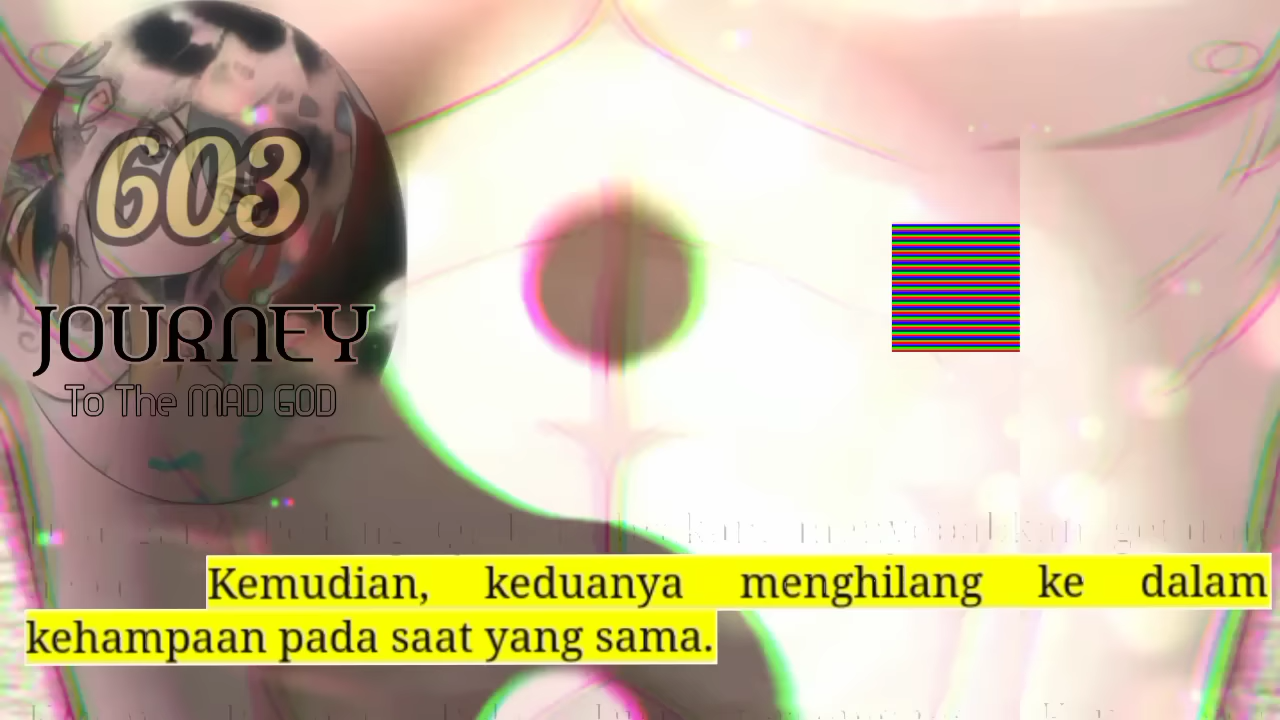 603
JOURNEY
To The MAD GOD
Kemudian, keduanya menghilang ke dalam
kehampaan pada saat yang sama.